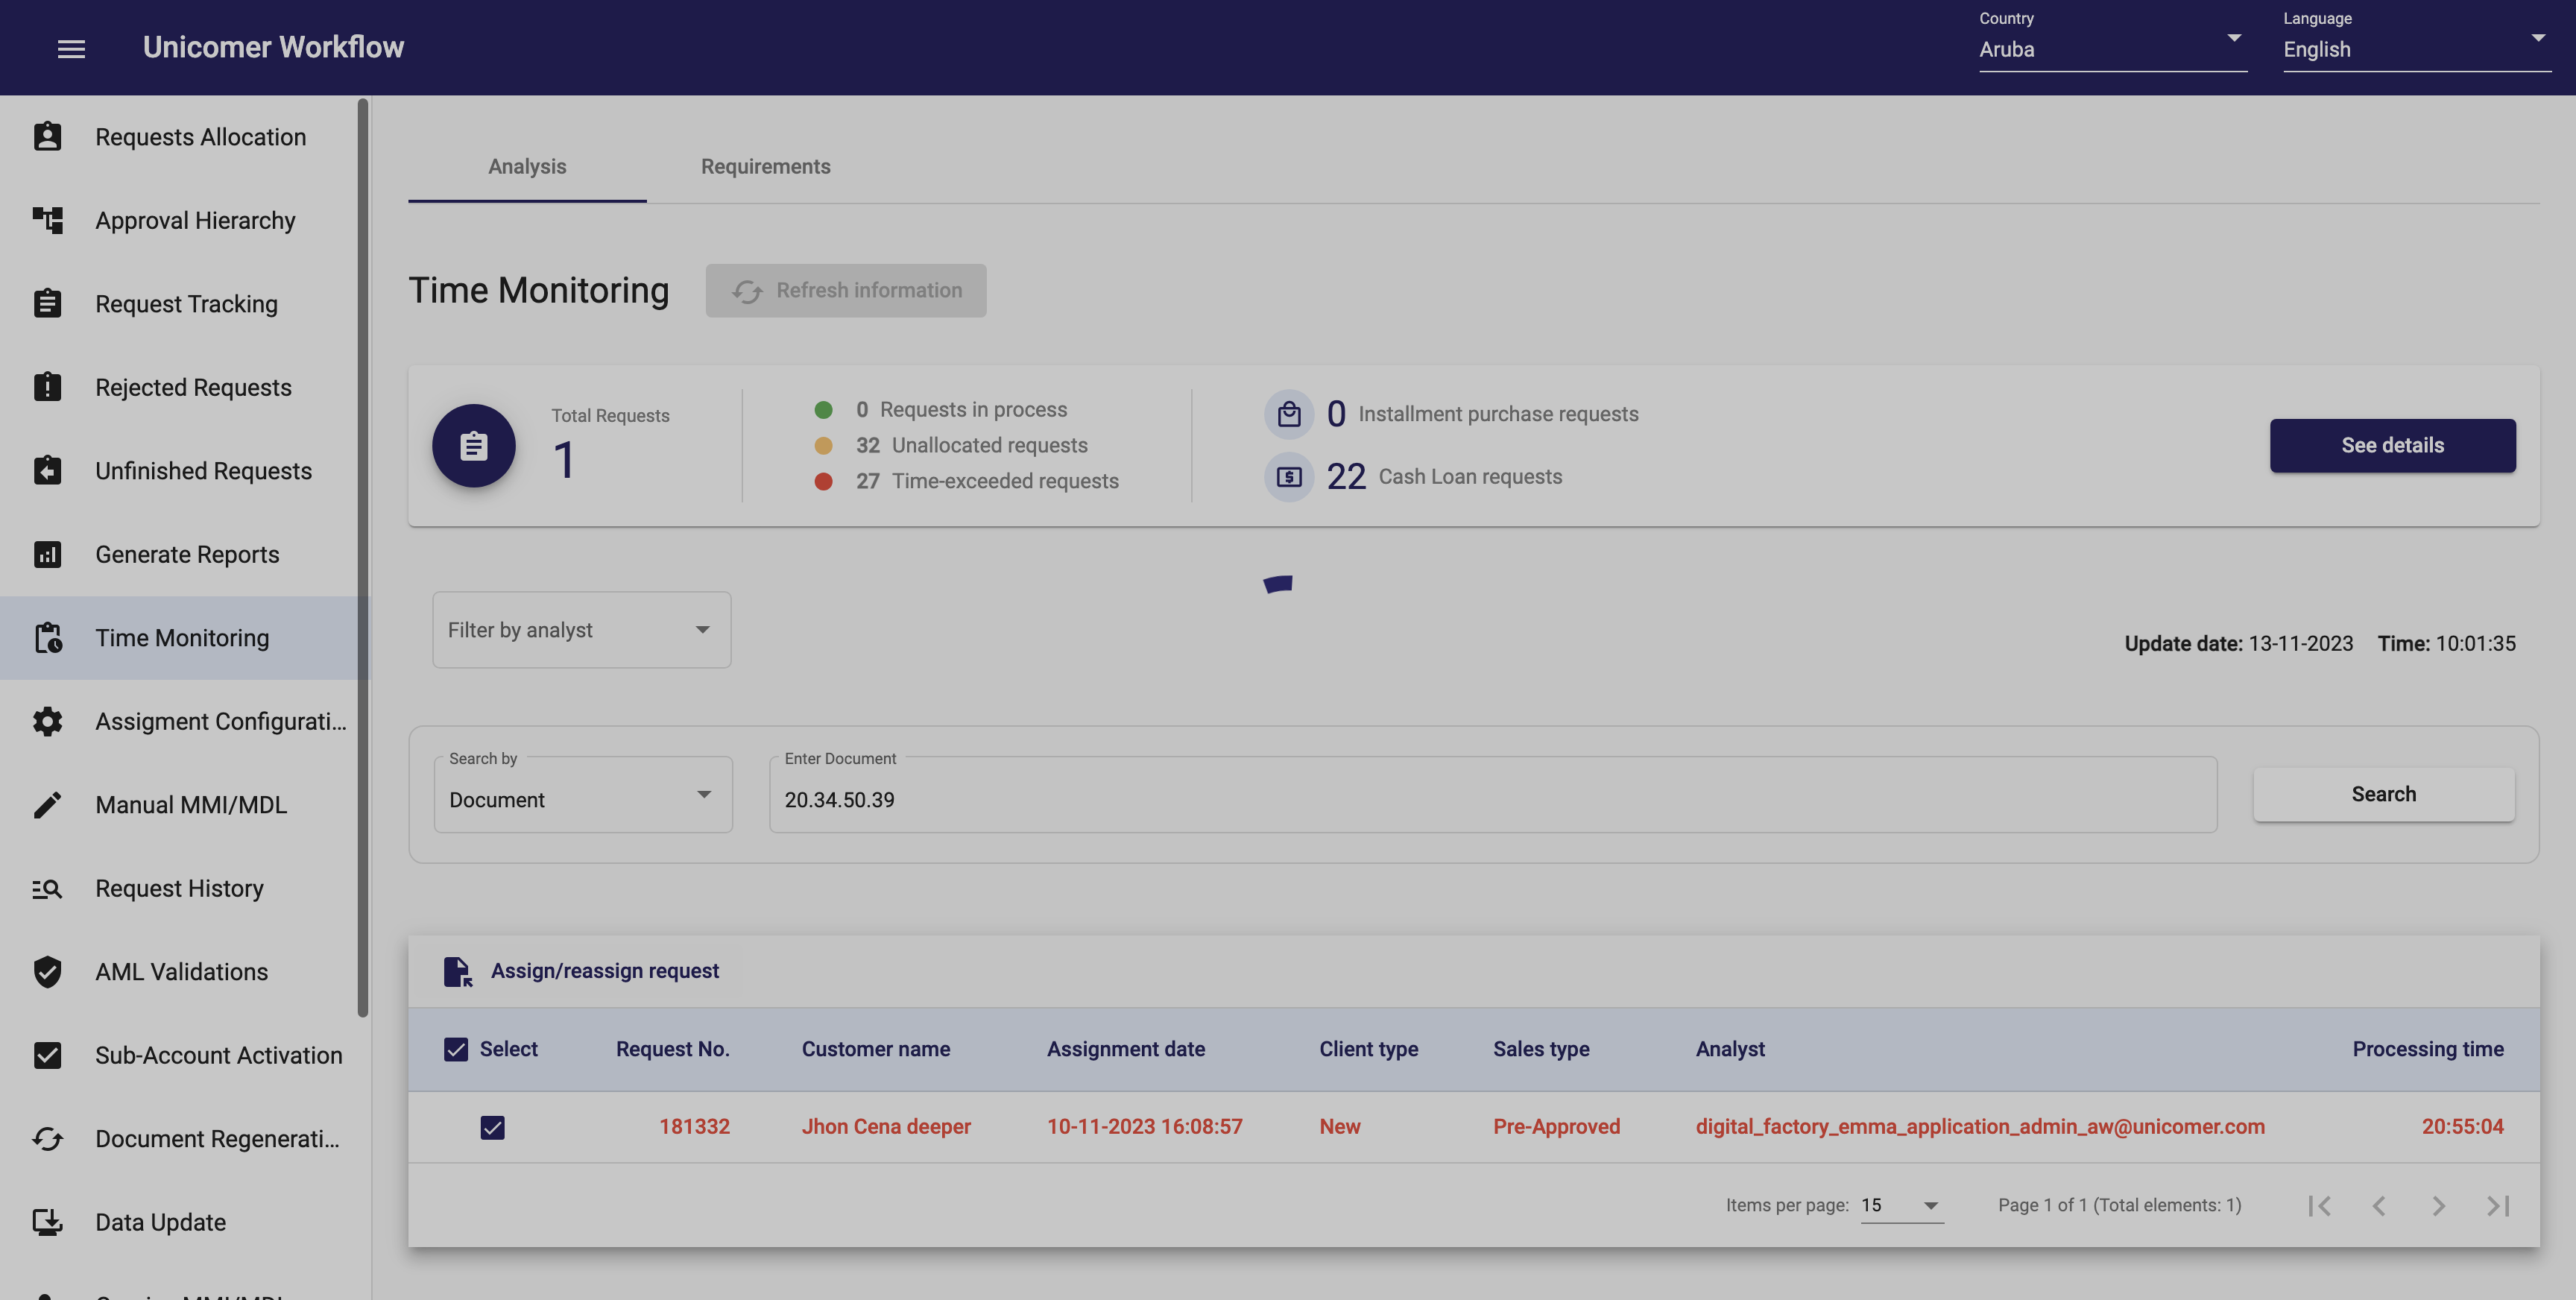 Unicomer Workflow
Country
Aruba
Language
English
Requests Allocation
Approval Hierarchy
Request Tracking
Rejected Requests
Unfinished Requests
Generate Reports
Time Monitoring
Assigment Configurati...
Manual MMI/MDL
Request History
AML Validations
Sub-Account Activation
Document Regenerati...
Data Update
Analysis
Requirements
Time Monitoring
Refresh information
Total Requests
1
0 Requests in process
32 Unallocated requests
27 Time-exceeded requests
0 Installment purchase requests
22 Cash Loan requests
See details
Filter by analyst
Update date: 13-11-2023 Time: 10:01:35
Search by
Document
Enter Document
20.34.50.39
Search
Assign/reassign request
Select Request No. Customer name Assignment date Client type Sales type Analyst Processing time
181332 Jhon Cena deeper 10-11-2023 16:08:57 New Pre-Approved digital_factory_emma_application_admin_aw@unicomer.com 20:55:04
Items per page: 15 Page 1 of 1 (Total elements: 1)